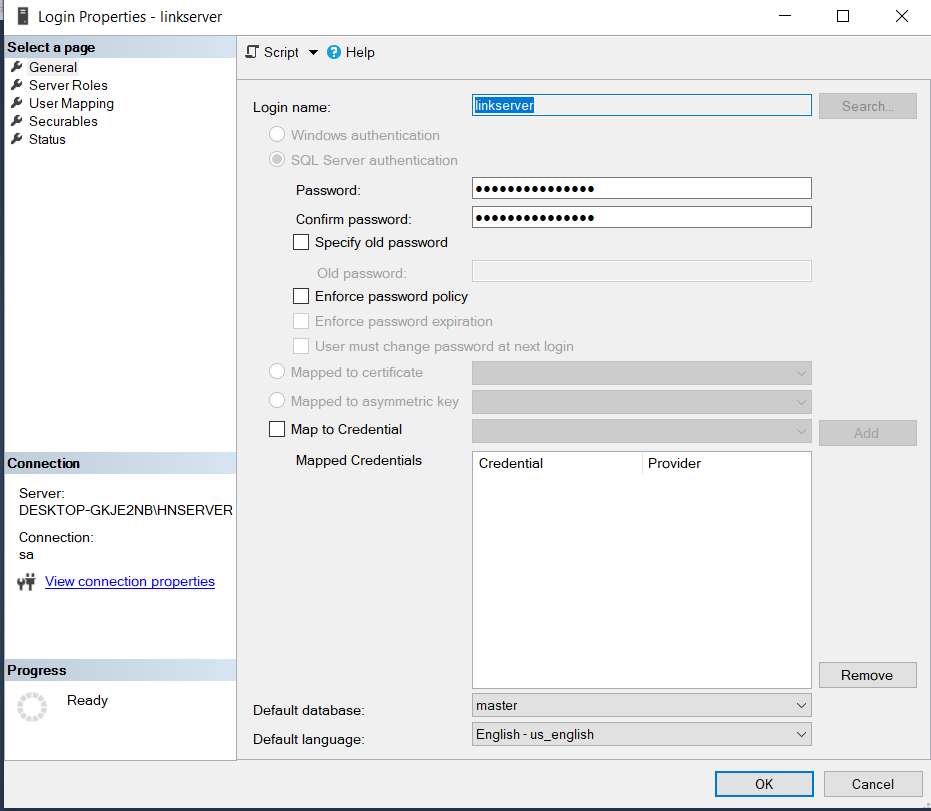 Login Properties - linkserver
Select a page
General
Server Roles
User Mapping
Securables
Status
Connection
Server:
DESKTOP-GKJE2NB\HNSERVER
Connection:
sa
View connection properties
Progress
Ready
Script Help
Login name: linkserver Search...
Windows authentication
SQL Server authentication
Password: ●●●●●●●●●●●●●●●
Confirm password: ●●●●●●●●●●●●●●●
Specify old password
Old password:
Enforce password policy
Enforce password expiration
User must change password at next login
Mapped to certificate
Mapped to asymmetric key
Map to Credential Add
Mapped Credentials Credential Provider
Remove
Default database: master
Default language: English - us_english
OK Cancel